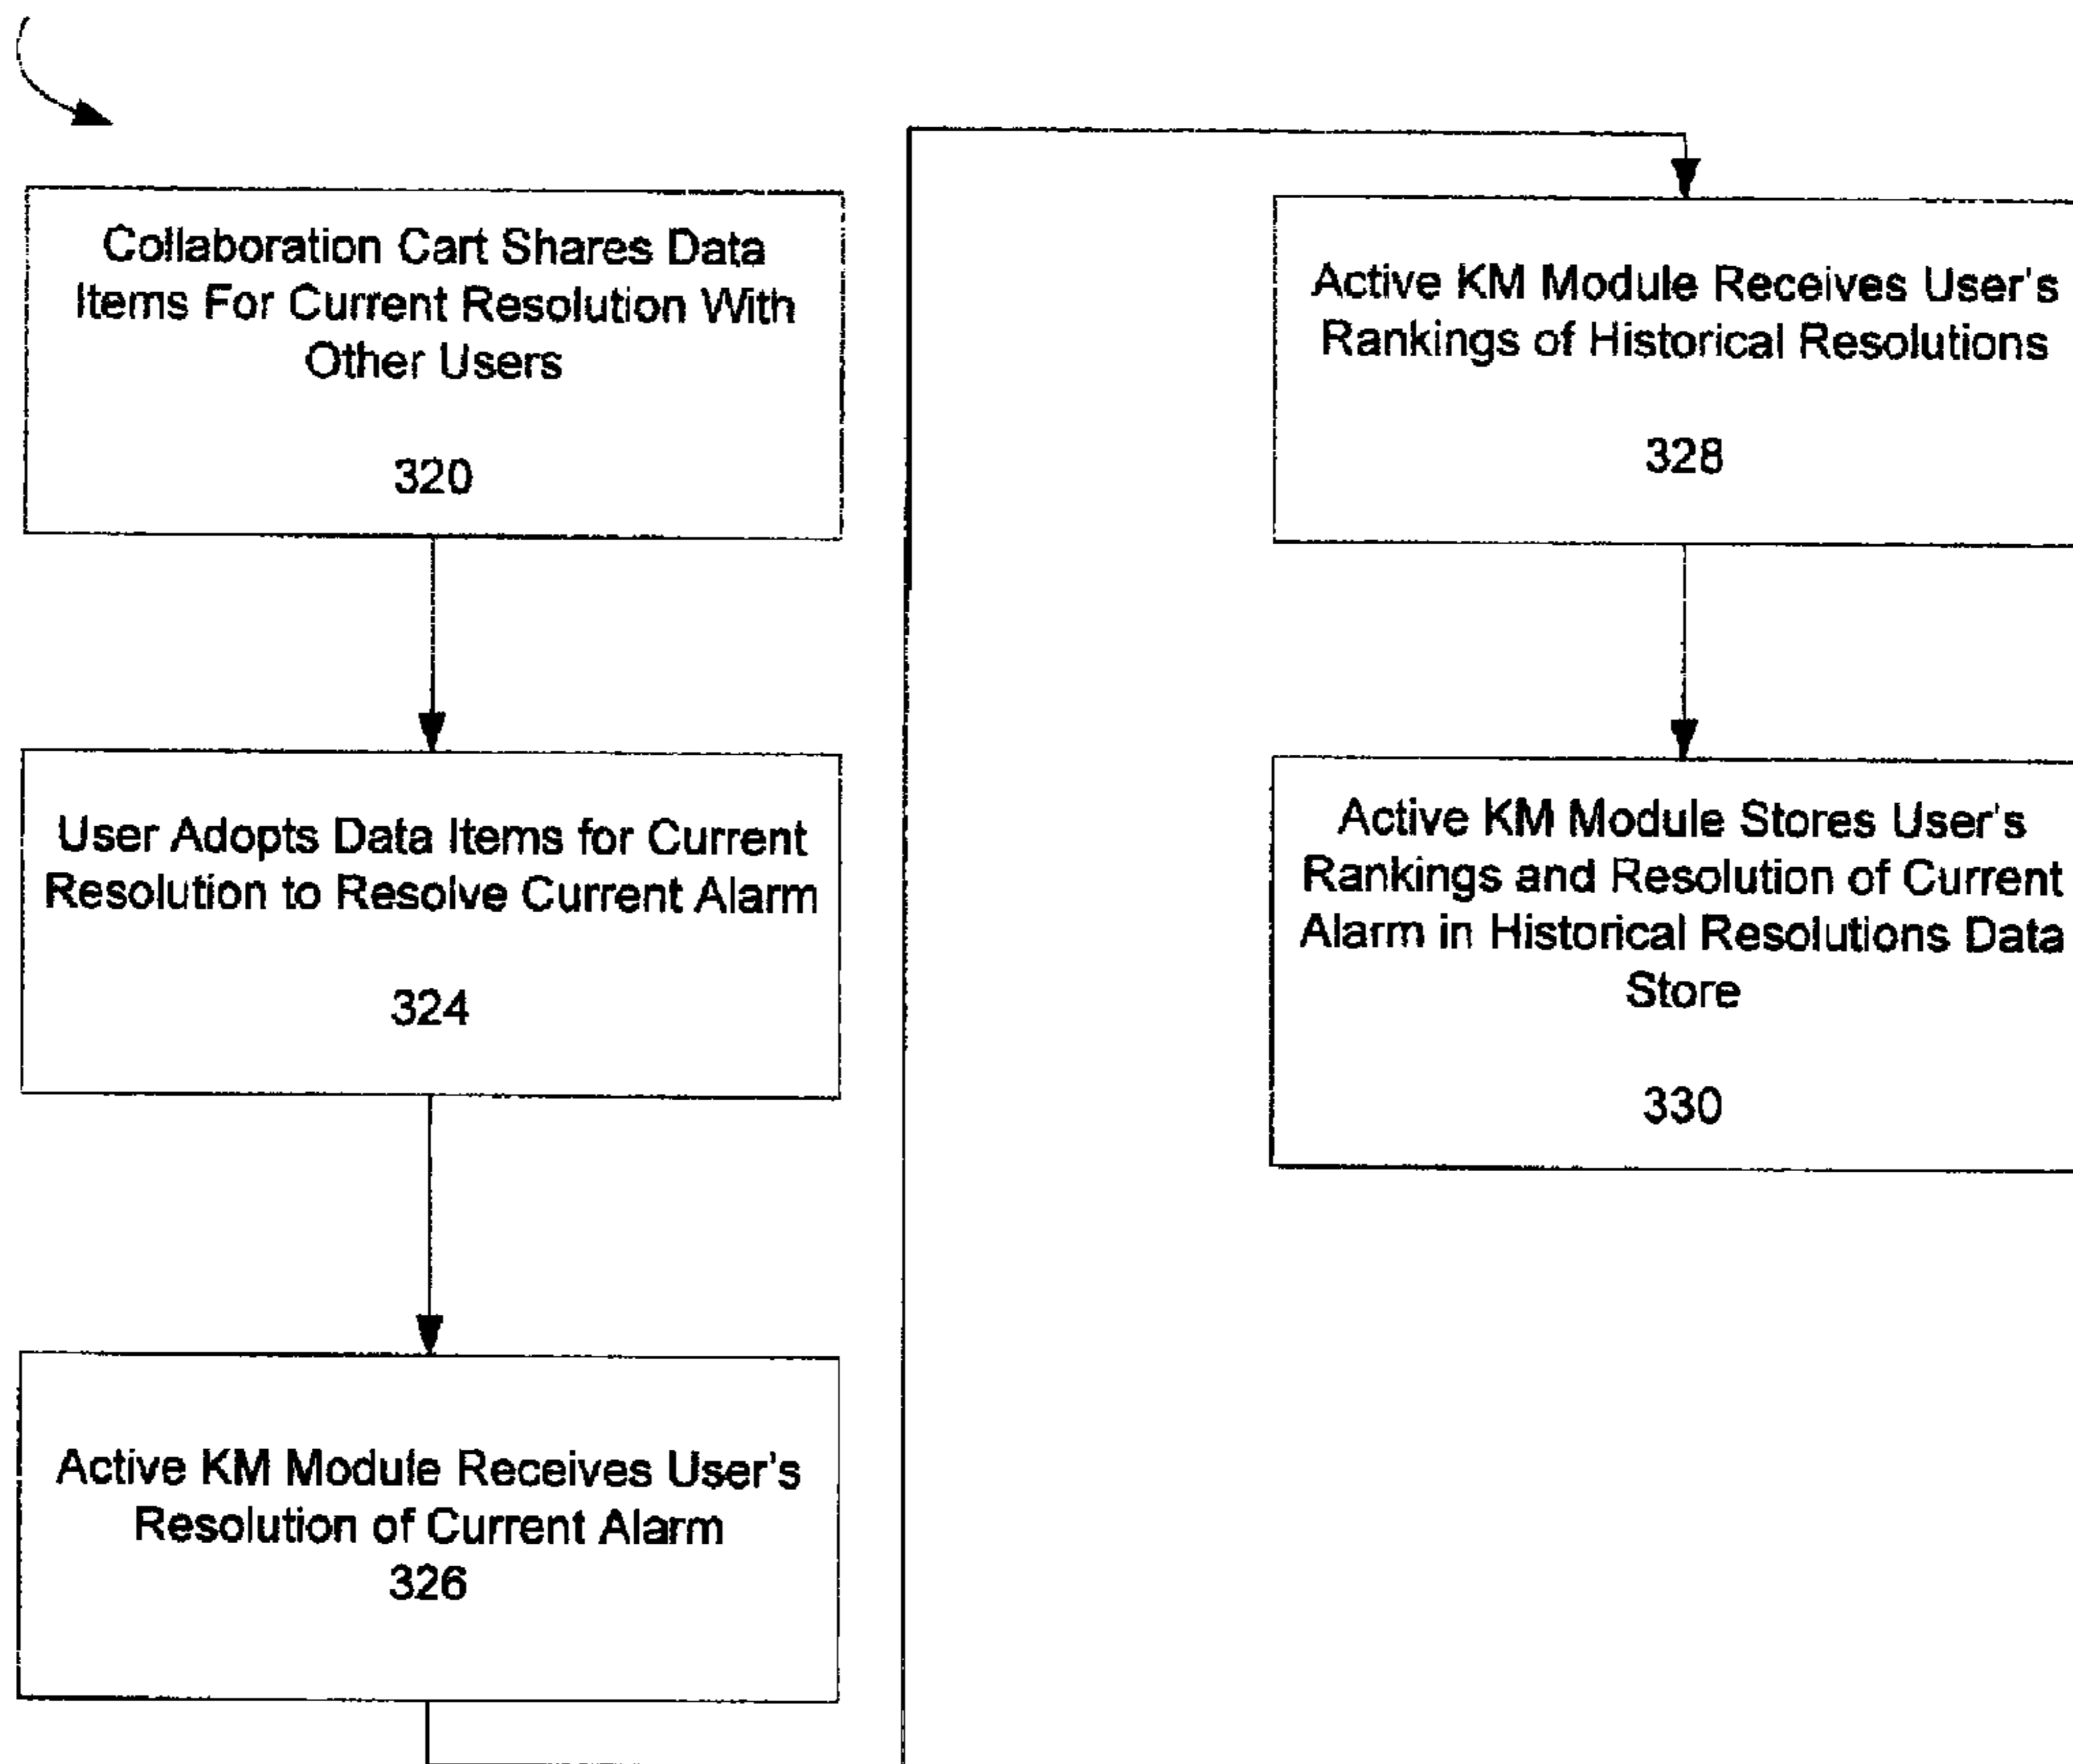 Collaboration Cart Shares Data
Items For Current Resolution With
Other Users
320
User Adopts Data Items for Current
Resolution to Resolve Current Alarm
324
Active KM Module Receives User's
Resolution of Current Alarm
326
Active KM Module Receives User's
Rankings of Historical Resolutions
328
Active KM Module Stores User's
Rankings and Resolution of Current
Alarm in Historical Resolutions Data
Store
330